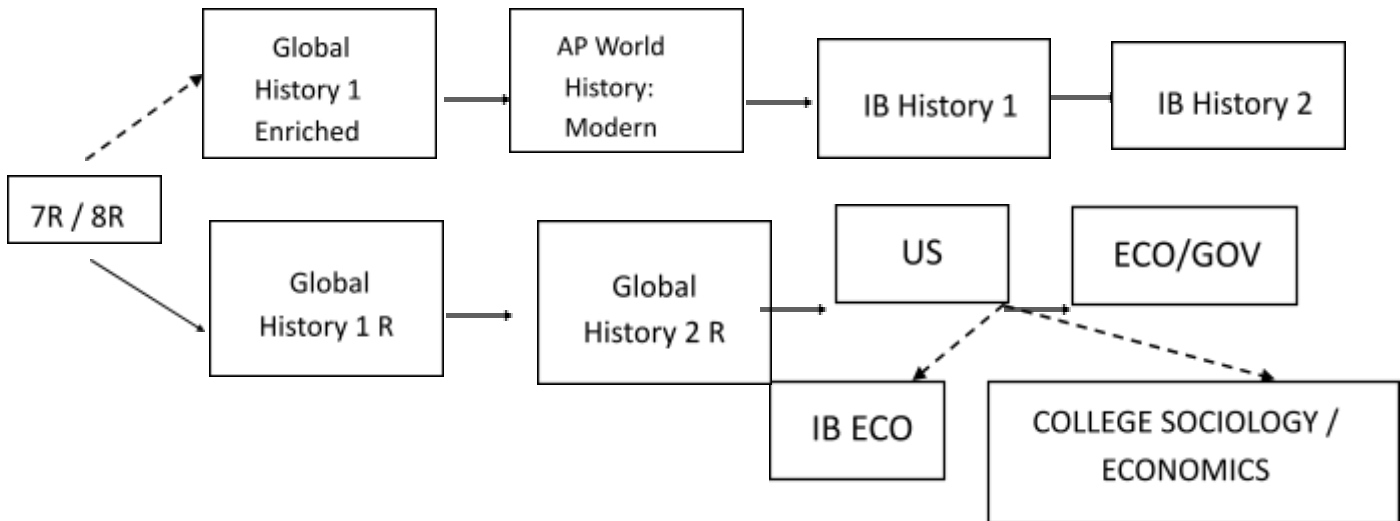 Global
History 1
Enriched
AP World
History:
Modern
IB History 1
IB History 2
7R / 8R
Global
History 1 R
Global
History 2 R
US
ECO/GOV
IB ECO
COLLEGE SOCIOLOGY /
ECONOMICS